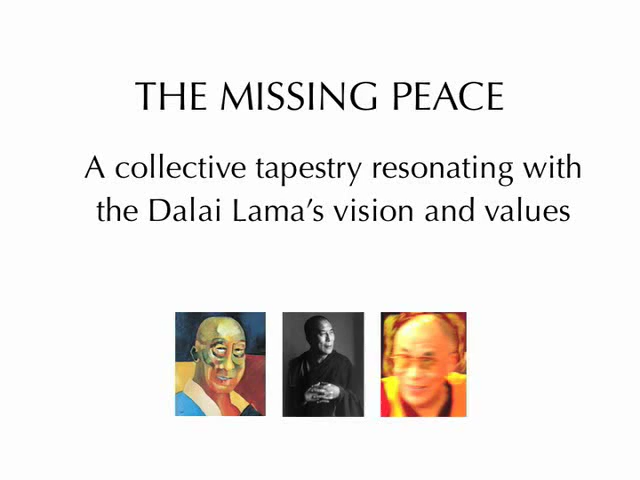 THE MISSING PEACE
A collective tapestry resonating with
the Dalai Lama’s vision and values